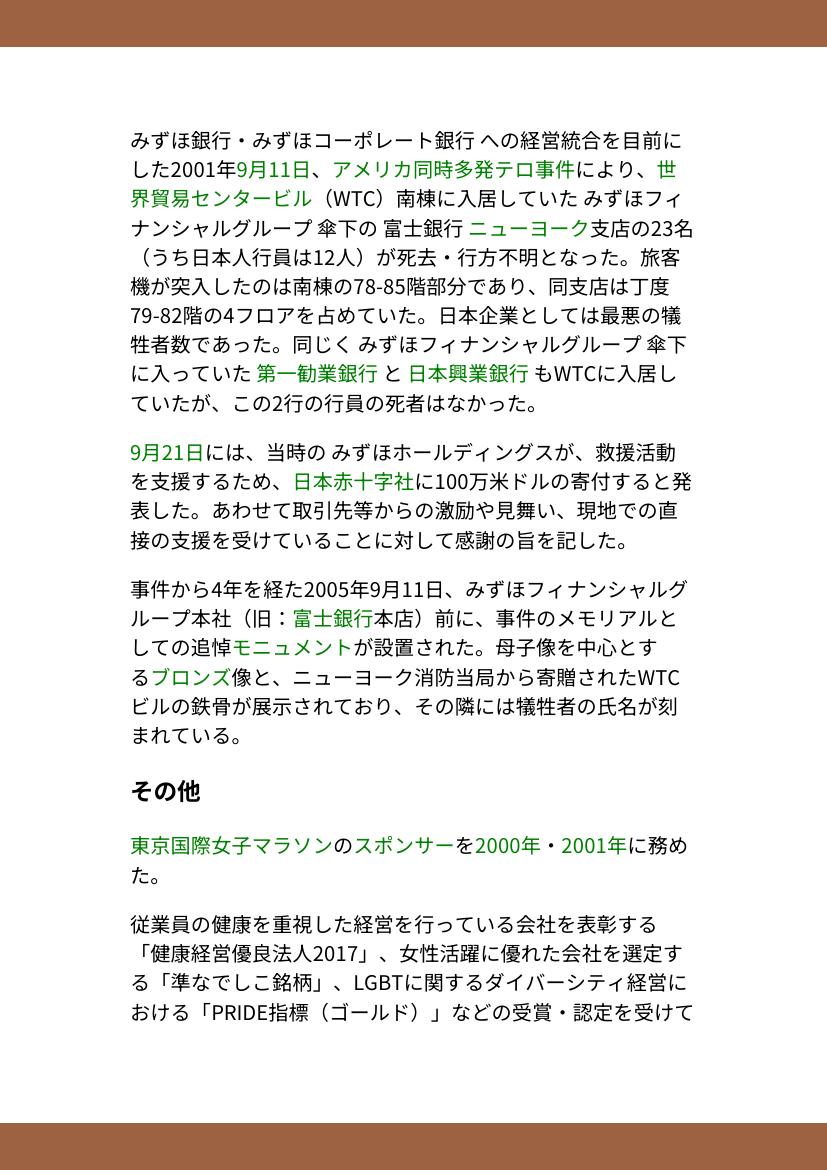 みずほ銀行・みずほコーポレート銀行 への経営統合を目前に
した2001年9月11日、アメリカ同時多発テロ事件により、世
界貿易センタービル（WTC）南棟に入居していた みずほフィ
ナンシャルグループ 傘下の 富士銀行 ニューヨーク支店の23名
（うち日本人行員は12人）が死去・行方不明となった。旅客
機が突入したのは南棟の78-85階部分であり、同支店は丁度
79-82階の4フロアを占めていた。日本企業としては最悪の犠
牲者数であった。同じく みずほフィナンシャルグループ 傘下
に入っていた 第一勧業銀行 と 日本興業銀行 もWTCに入居し
ていたが、この2行の行員の死者はなかった。
9月21日には、当時の みずほホールディングスが、救援活動
を支援するため、日本赤十字社に100万米ドルの寄付すると発
表した。あわせて取引先等からの激励や見舞い、現地での直
接の支援を受けていることに対して感謝の旨を記した。
事件から4年を経た2005年9月11日、みずほフィナンシャルグ
ループ本社（旧：富士銀行本店）前に、事件のメモリアルと
しての追悼モニュメントが設置された。母子像を中心とす
るブロンズ像と、ニューヨーク消防当局から寄贈されたWTC
ビルの鉄骨が展示されており、その隣には犠牲者の氏名が刻
まれている。
その他
東京国際女子マラソンのスポンサーを2000年・2001年に務め
た。
従業員の健康を重視した経営を行っている会社を表彰する
「健康経営優良法人2017」、女性活躍に優れた会社を選定す
る「準なでしこ銘柄」、LGBTに関するダイバーシティ経営に
おける「PRIDE指標（ゴールド）」などの受賞・認定を受けて